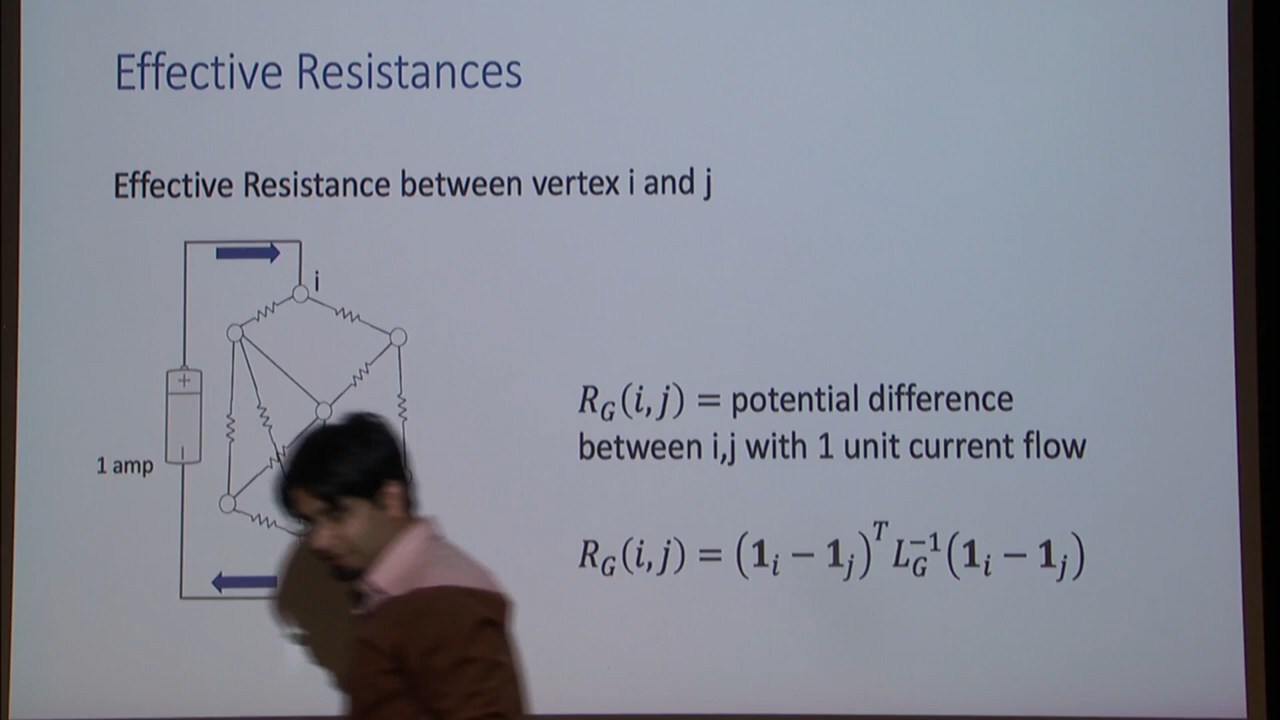 Effective Resistances
Effective Resistance between vertex i and j
i
+
1 amp
R_G(i, j) = potential difference
between i,j with 1 unit current flow
R_G(i, j) = (𝟏_i − 𝟏_j)^T L_G^{−1}(𝟏_i − 𝟏_j)